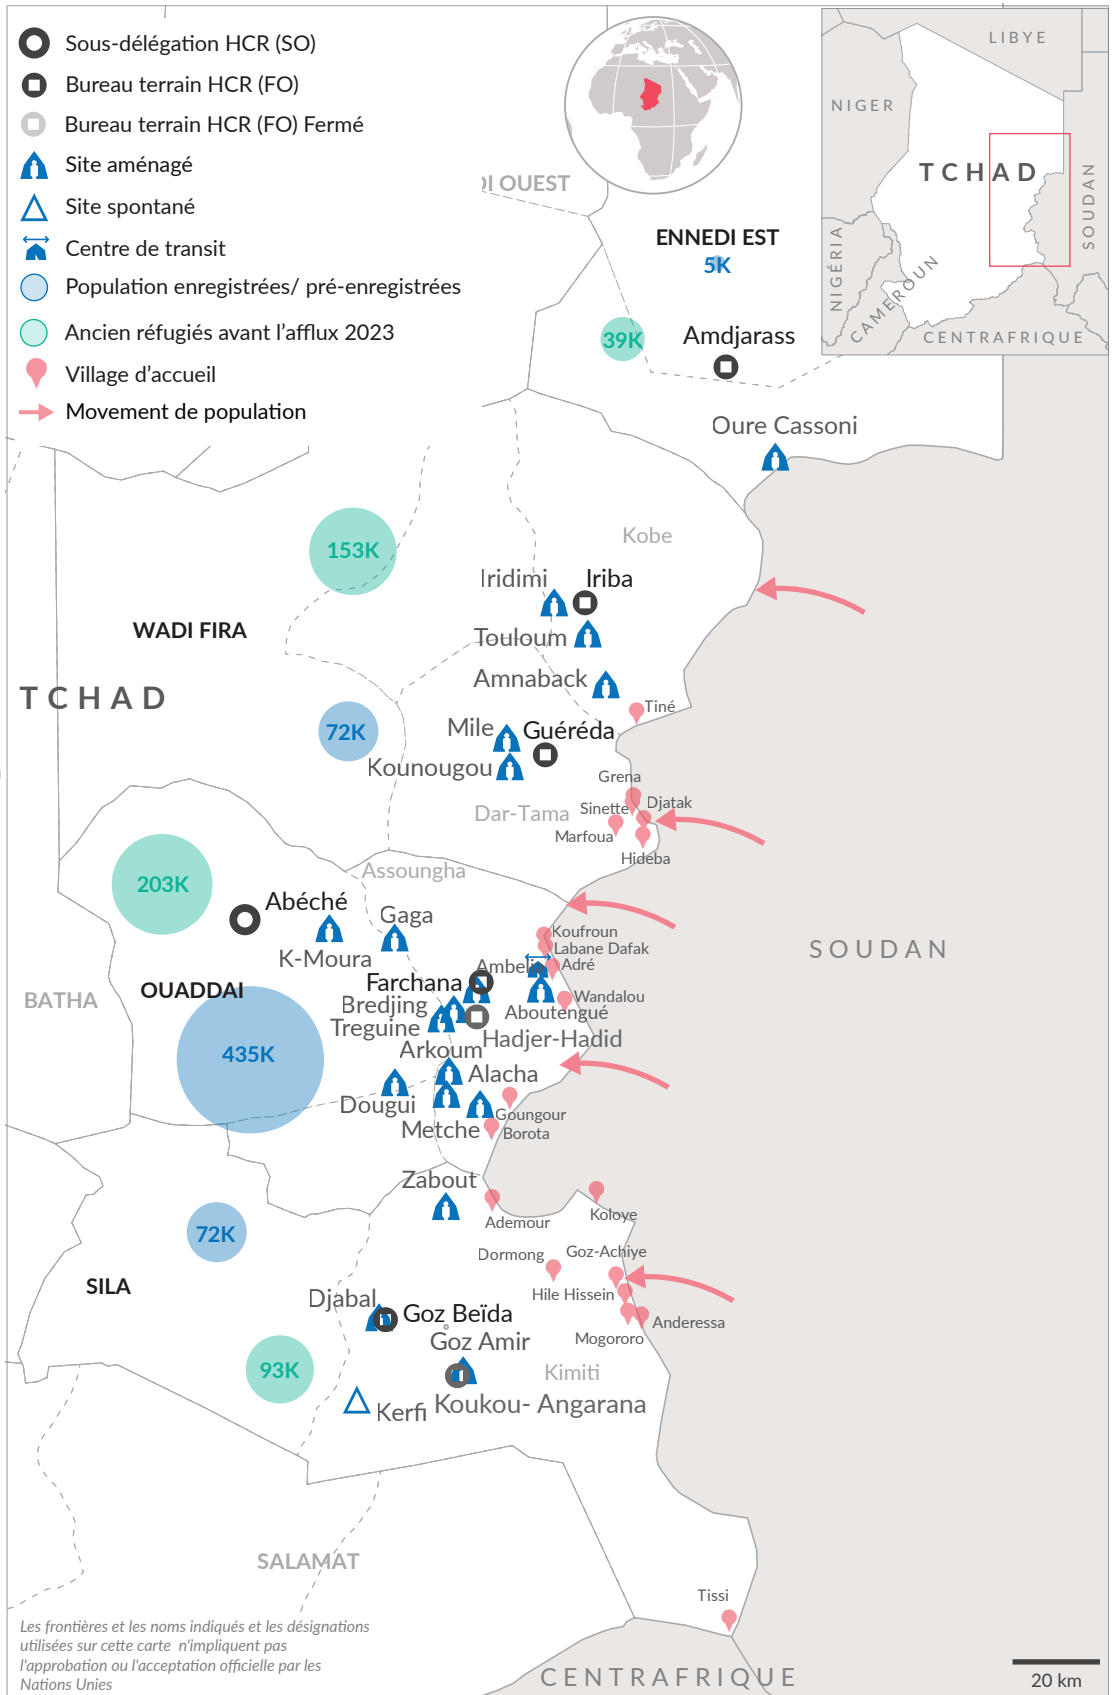 Sous-délégation HCR (SO)
Bureau terrain HCR (FO)
Bureau terrain HCR (FO) Fermé
Site aménagé
Site spontané
Centre de transit
Population enregistrées/ pré-enregistrées
Ancien réfugiés avant l'afflux 2023
Village d'accueil
Movement de population
LIBYE
NIGER
TCHAD
SOUDAN
NIGÉRIA
CAMEROUN
CENTRAFRIQUE
DI OUEST
ENNEDI EST
5K
39K
Amdjarass
Oure Cassoni
153K
Kobe
Iridimi
Iriba
WADI FIRA
Touloum
Amnaback
TCHAD
Tiné
72K
Mile
Guéréda
Kounougou
Grena
Sinette
Djatak
Dar-Tama
Marfoua
Hideba
Assoungha
203K
Abéché
Gaga
K-Moura
Koufroun
Labane Dafak
Ambelia
Adré
SOUDAN
Farchana
OUADDAI
BATHA
Bredjing
Wandalou
Aboutengué
Treguine
Hadjer-Hadid
435K
Arkoum
Alacha
Dougui
Goungour
Metche
Borota
Zabout
Ademour
Koloye
72K
Dormong
Goz-Achiye
SILA
Hile Hissein
Djabal
Goz Beïda
Anderessa
Mogororo
Goz Amir
93K
Kimiti
Kerfi
Koukou- Angarana
SALAMAT
Tissi
Les frontières et les noms indiqués et les désignations
utilisées sur cette carte n'impliquent pas
l'approbation ou l'acceptation officielle par les
Nations Unies
CENTRAFRIQUE
20 km